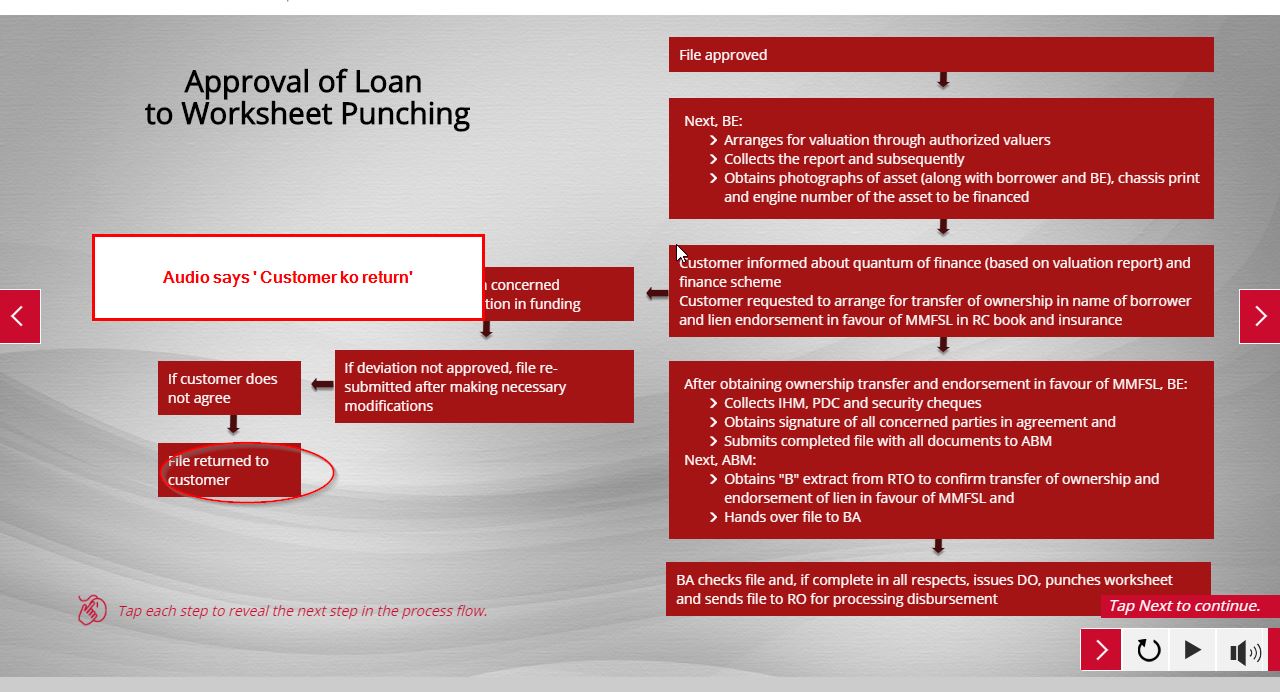 Approval of Loan
to Worksheet Punching
File approved
Next, BE:
Arranges for valuation through authorized valuers
Collects the report and subsequently
Obtains photographs of asset (along with borrower and BE), chassis print
and engine number of the asset to be financed
Customer informed about quantum of finance (based on valuation report) and
finance scheme
Customer requested to arrange for transfer of ownership in name of borrower
and lien endorsement in favour of MMFSL in RC book and insurance
Audio says ' Customer ko return'
concerned
tion in funding
If deviation not approved, file re-
submitted after making necessary
modifications
If customer does
not agree
File returned to
customer
After obtaining ownership transfer and endorsement in favour of MMFSL, BE:
Collects IHM, PDC and security cheques
Obtains signature of all concerned parties in agreement and
Submits completed file with all documents to ABM
Next, ABM:
Obtains "B" extract from RTO to confirm transfer of ownership and
endorsement of lien in favour of MMFSL and
Hands over file to BA
BA checks file and, if complete in all respects, issues DO, punches worksheet
and sends file to RO for processing disbursement
Tap each step to reveal the next step in the process flow.
Tap Next to continue.